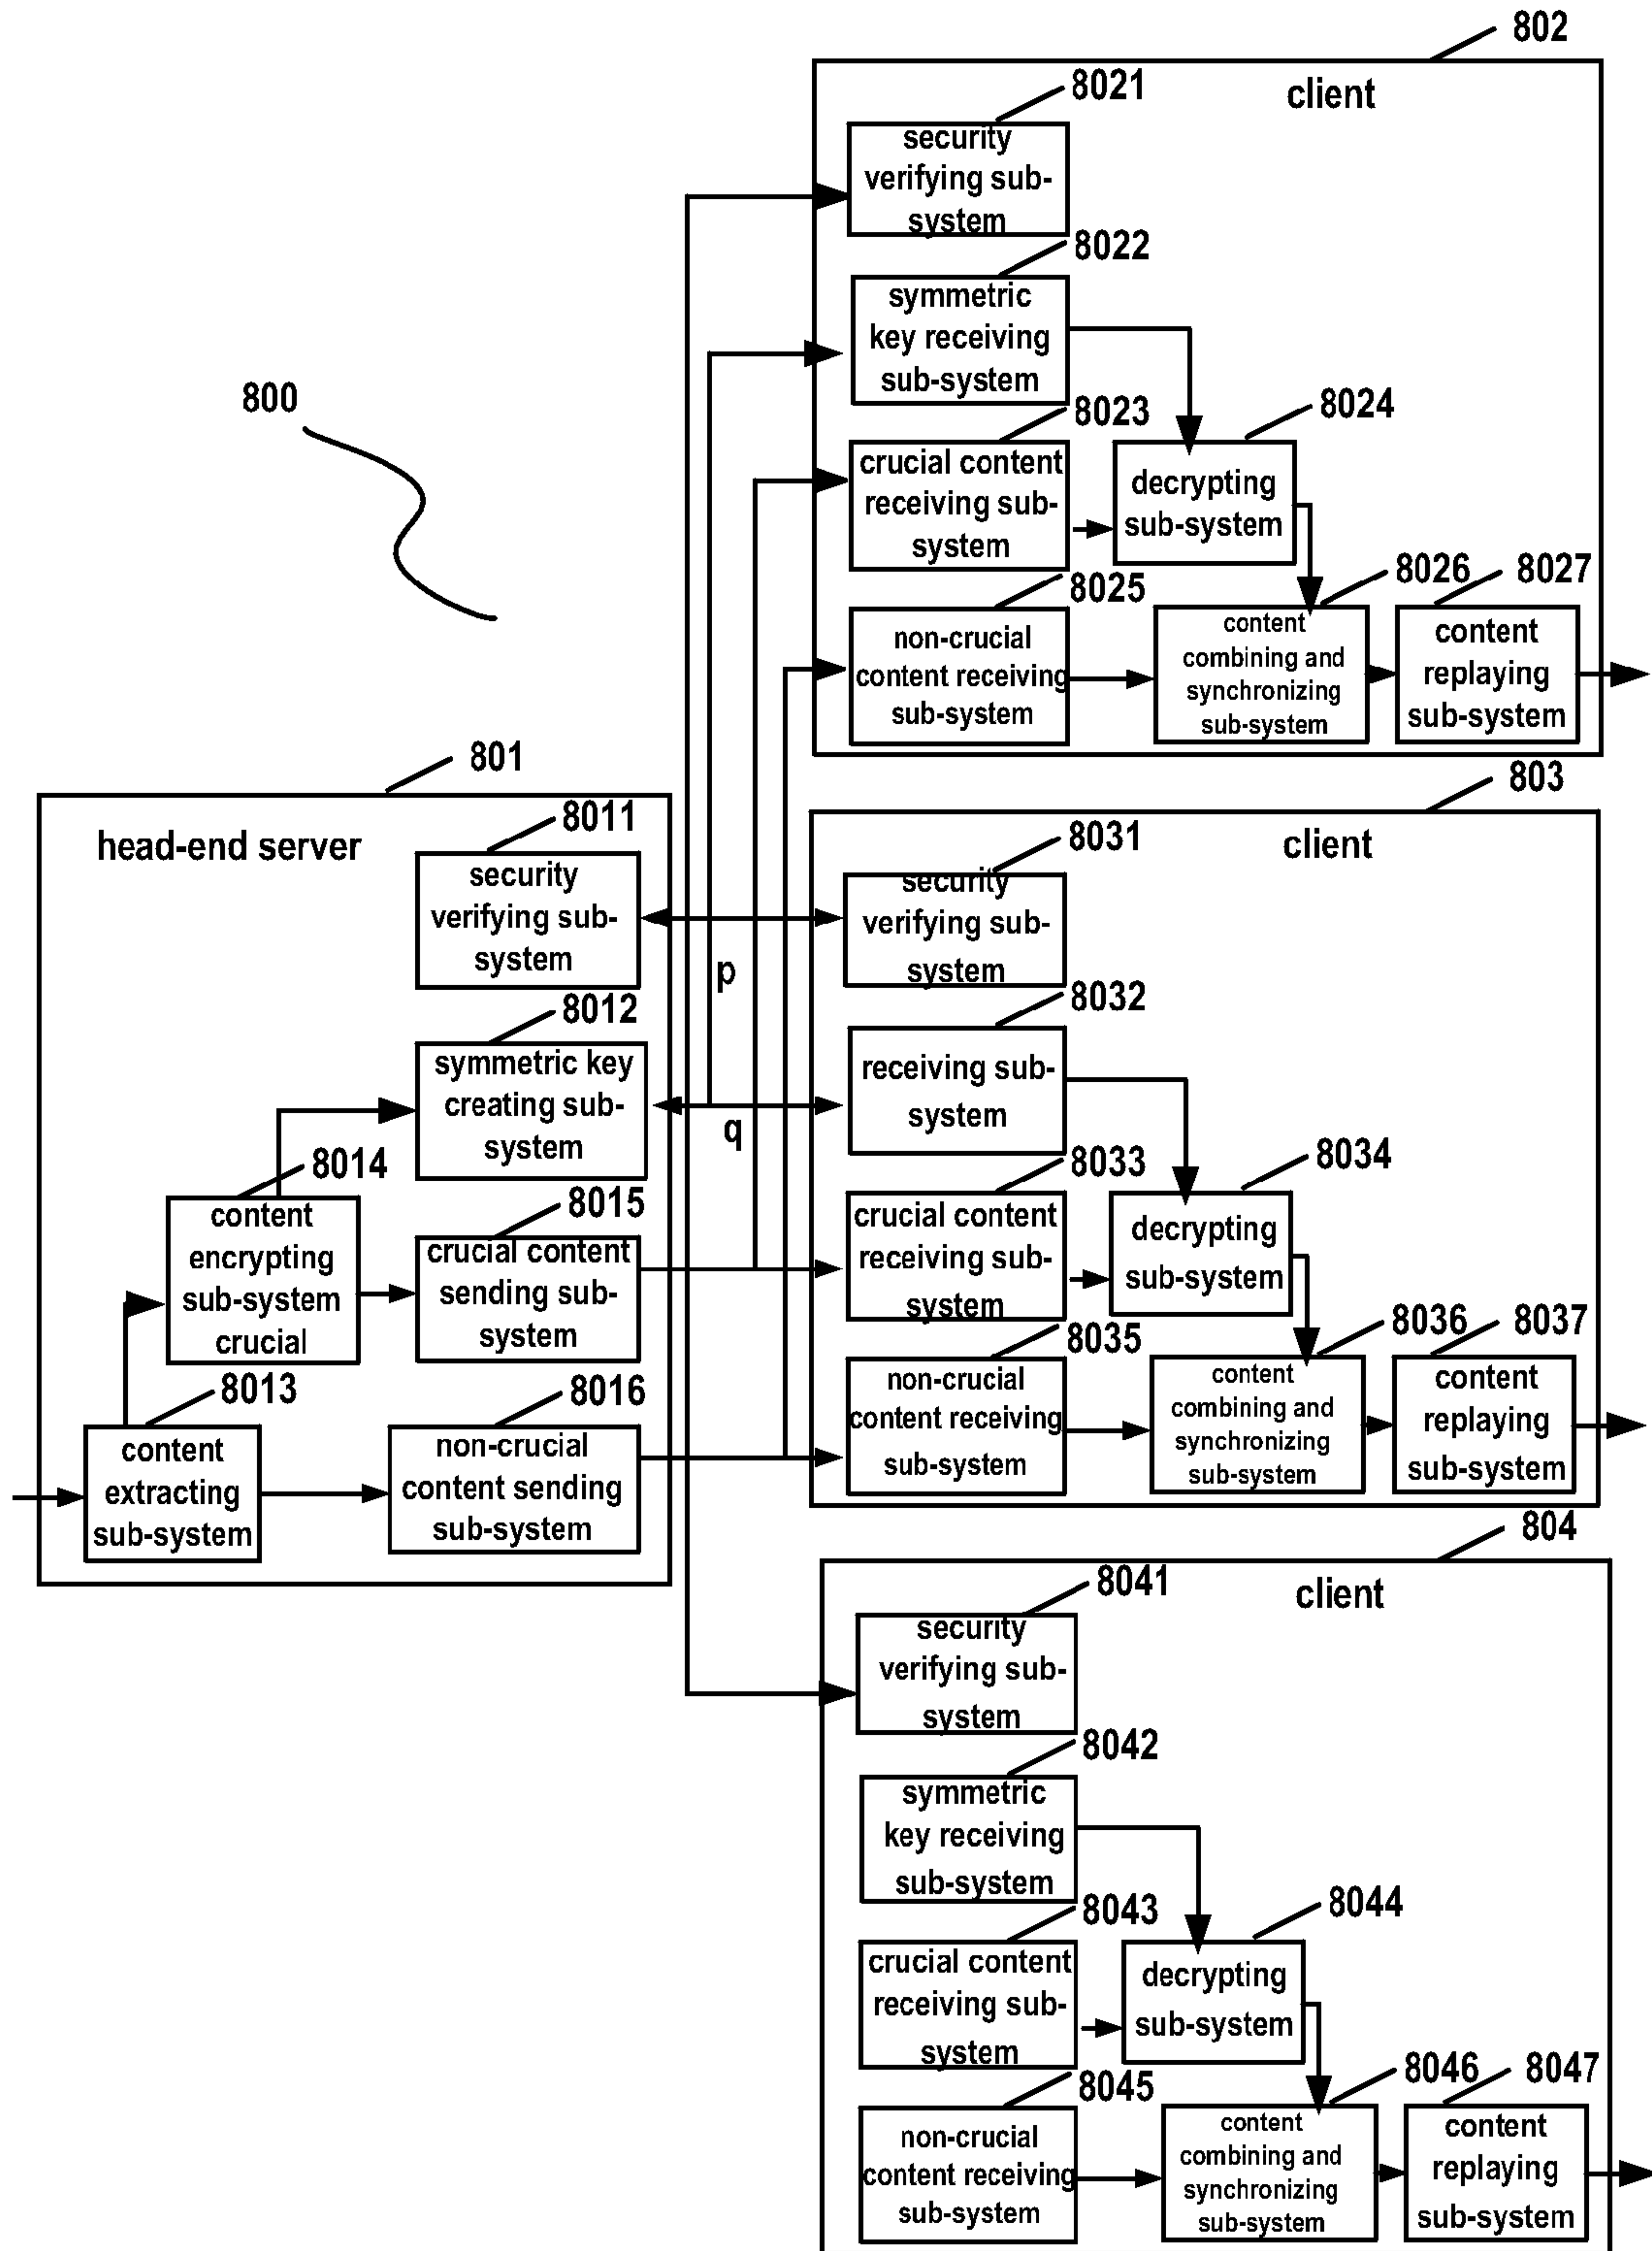 802
client
8021
security
verifying sub-
system
8022
symmetric
key receiving
sub-system
800
8023
crucial content
receiving sub-
system
8024
decrypting
sub-system
8025
non-crucial
content receiving
sub-system
8026
content
combining and
synchronizing
sub-system
8027
content
replaying
sub-system
801
head-end server
8011
security
verifying sub-
system
8012
symmetric key
creating sub-
system
8014
content
encrypting
sub-system
crucial
8015
crucial content
sending sub-
system
8013
content
extracting
sub-system
8016
non-crucial
content sending
sub-system
p
q
803
client
8031
security
verifying sub-
system
8032
receiving sub-
system
8033
crucial content
receiving sub-
system
8034
decrypting
sub-system
8035
non-crucial
content receiving
sub-system
8036
content
combining and
synchronizing
sub-system
8037
content
replaying
sub-system
804
client
8041
security
verifying sub-
system
8042
symmetric
key receiving
sub-system
8043
crucial content
receiving sub-
system
8044
decrypting
sub-system
8045
non-crucial
content receiving
sub-system
8046
content
combining and
synchronizing
sub-system
8047
content
replaying
sub-system